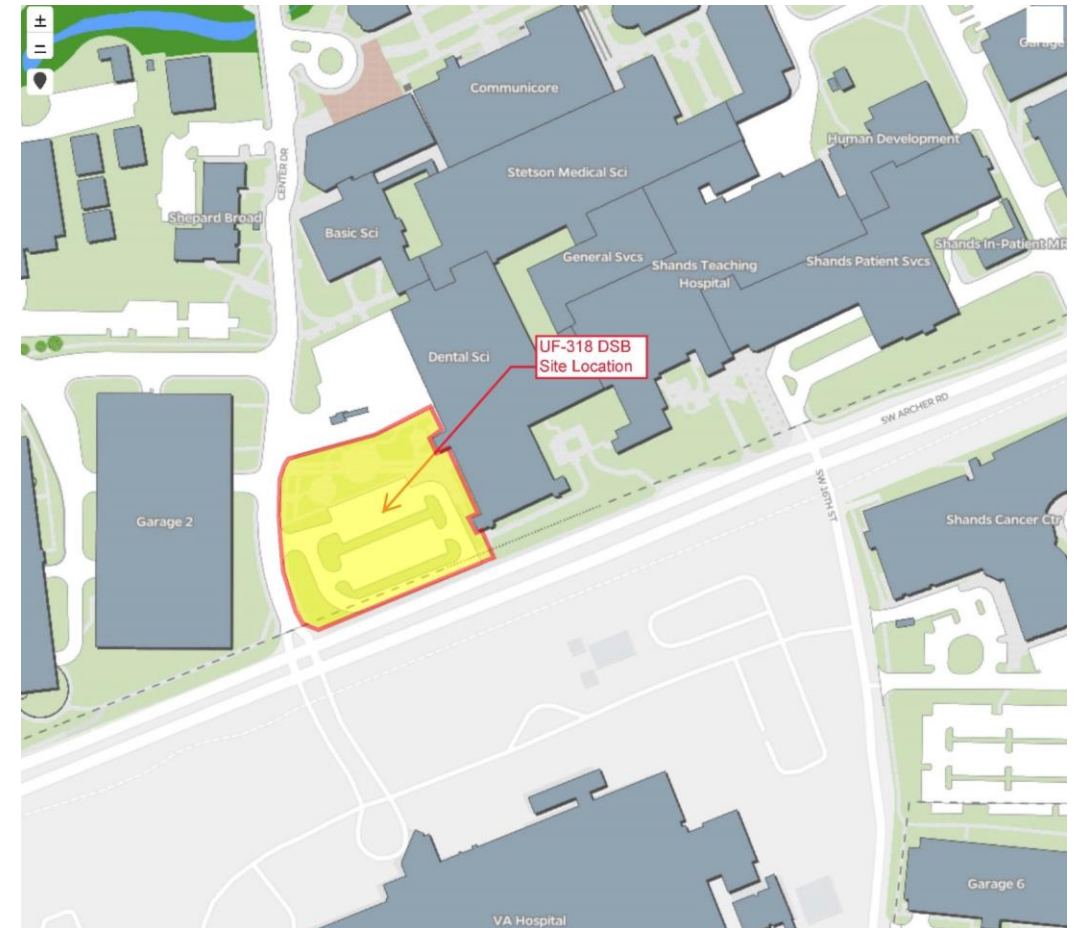 +
=
Garage
Communicore
Human Development
CENTER DR
Stetson Medical Sci
Shepard Broad
Basic Sci
Shands In-Patient MR
General Svcs
Shands Teaching
Hospital
Shands Patient Svcs
UF-318 DSB
Site Location
Dental Sci
SW ARCHER RD
SW 16TH ST
Garage 2
Shands Cancer Ctr
Garage 6
VA Hospital